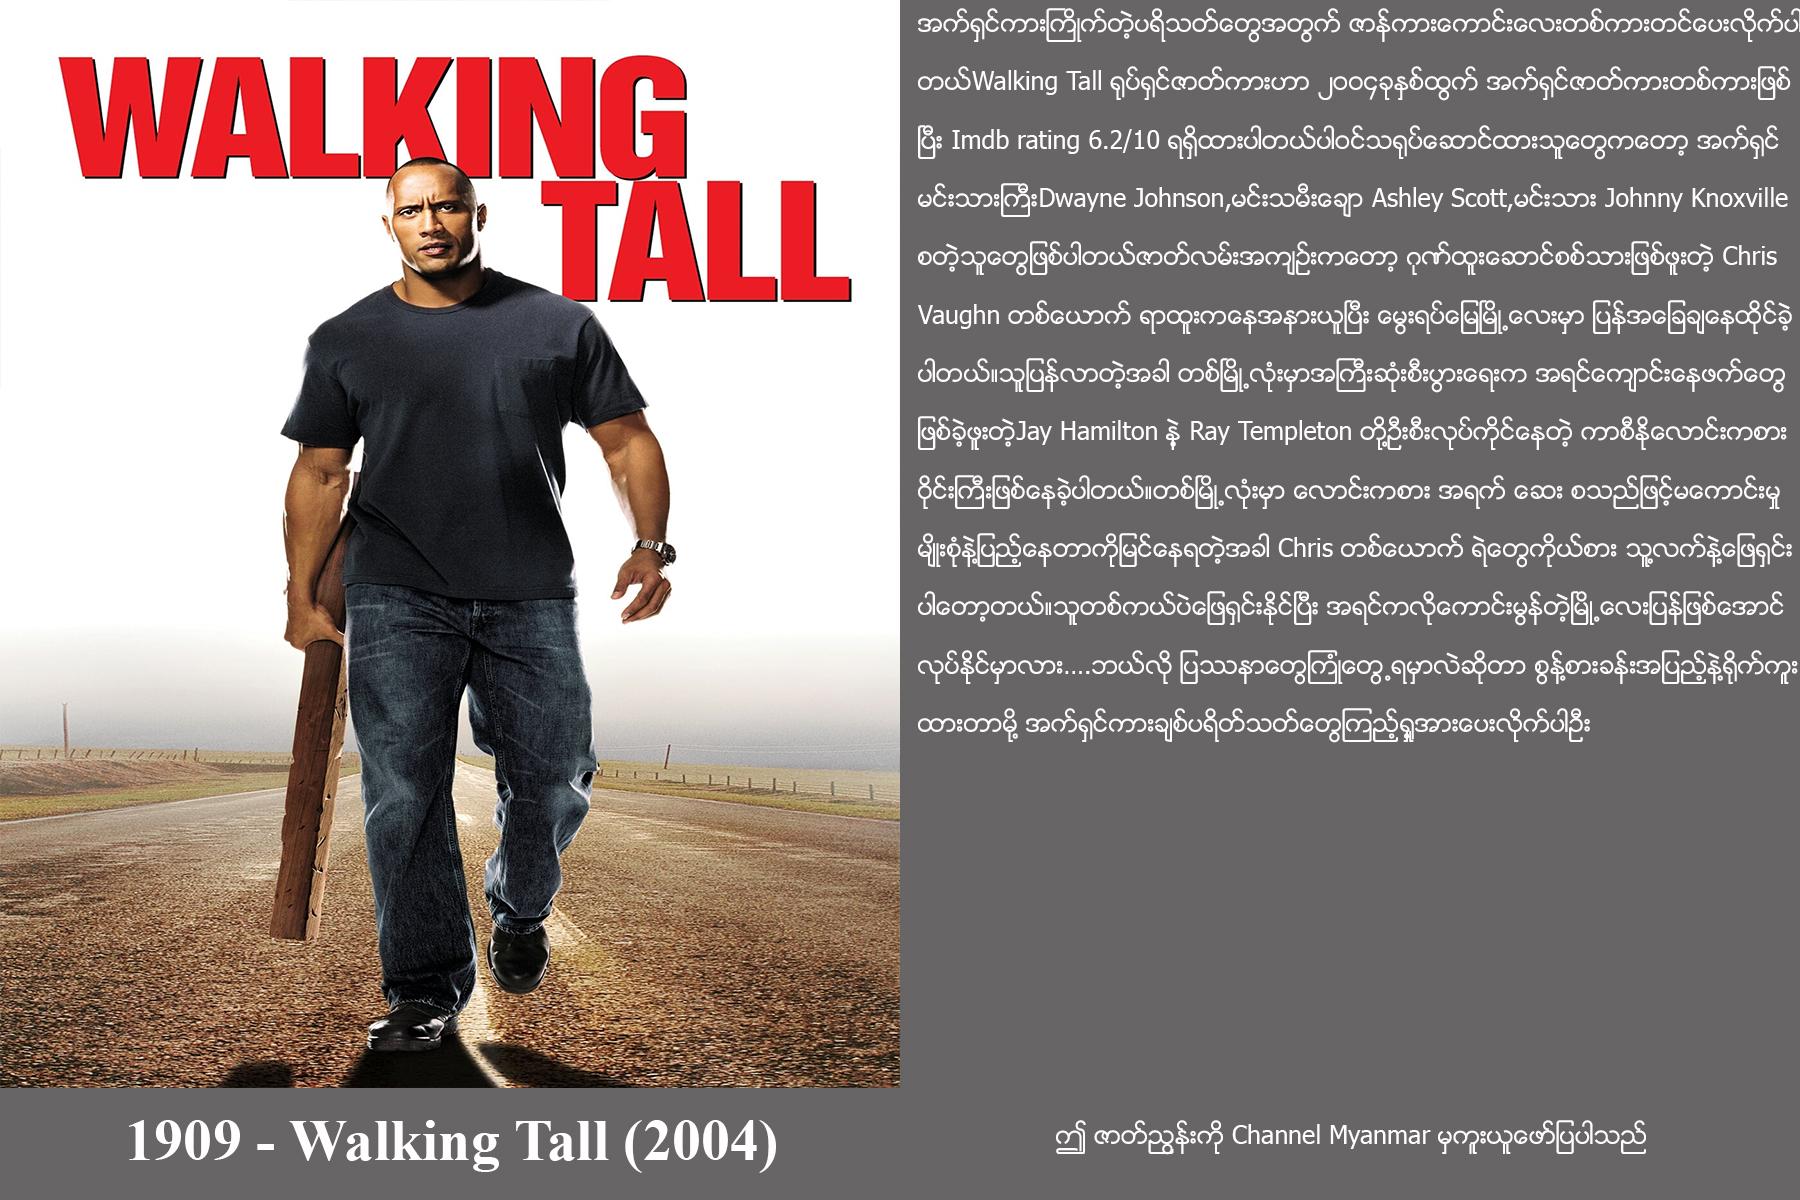 WALKING
TALL
အက်ရှင်ကားကြိုက်တဲ့ပရိသတ်တွေအတွက် ဇာန်ကားကောင်းလေးတစ်ကားတင်ပေးလိုက်ပါ
တယ်Walking Tall ရုပ်ရှင်ဇာတ်ကားဟာ ၂၀၀၄ခုနှစ်ထွက် အက်ရှင်ဇာတ်ကားတစ်ကားဖြစ်
ပြီး Imdb rating 6.2/10 ရရှိထားပါတယ်ပါဝင်သရုပ်ဆောင်ထားသူတွေကတော့ အက်ရှင်
မင်းသားကြီးDwayne Johnson,မင်းသမီးချော Ashley Scott,မင်းသား Johnny Knoxville
စတဲ့သူတွေဖြစ်ပါတယ်ဇာတ်လမ်းအကျဉ်းကတော့ ဂုဏ်ထူးဆောင်စစ်သားဖြစ်ဖူးတဲ့ Chris
Vaughn တစ်ယောက် ရာထူးကနေအနားယူပြီး မွေးရပ်မြေမြို့လေးမှာ ပြန်အခြေချနေထိုင်ခဲ့
ပါတယ်။သူပြန်လာတဲ့အခါ တစ်မြို့လုံးမှာအကြီးဆုံးစီးပွားရေးက အရင်ကျောင်းနေဖက်တွေ
ဖြစ်ခဲ့ဖူးတဲ့Jay Hamilton နဲ့ Ray Templeton တို့ဦးစီးလုပ်ကိုင်နေတဲ့ ကာစီနိုလောင်းကစား
ဝိုင်းကြီးဖြစ်နေခဲ့ပါတယ်။တစ်မြို့လုံးမှာ လောင်းကစား အရက် ဆေး စသည်ဖြင့်မကောင်းမှု
မျိုးစုံနဲ့ပြည့်နေတာကိုမြင်နေရတဲ့အခါ Chris တစ်ယောက် ရဲတွေကိုယ်စား သူ့လက်နဲ့ဖြေရှင်း
ပါတော့တယ်။သူတစ်ကယ်ပဲဖြေရှင်းနိုင်ပြီး အရင်ကလိုကောင်းမွန်တဲ့မြို့လေးပြန်ဖြစ်အောင်
လုပ်နိုင်မှာလား....ဘယ်လို ပြဿနာတွေကြုံတွေ့ရမှာလဲဆိုတာ စွန့်စားခန်းအပြည့်နဲ့ရိုက်ကူး
ထားတာမို့ အက်ရှင်ကားချစ်ပရိတ်သတ်တွေကြည့်ရှုအားပေးလိုက်ပါဦး
1909 - Walking Tall (2004)
ဤ ဇာတ်ညွှန်းကို Channel Myanmar မှကူးယူဖော်ပြပါသည်